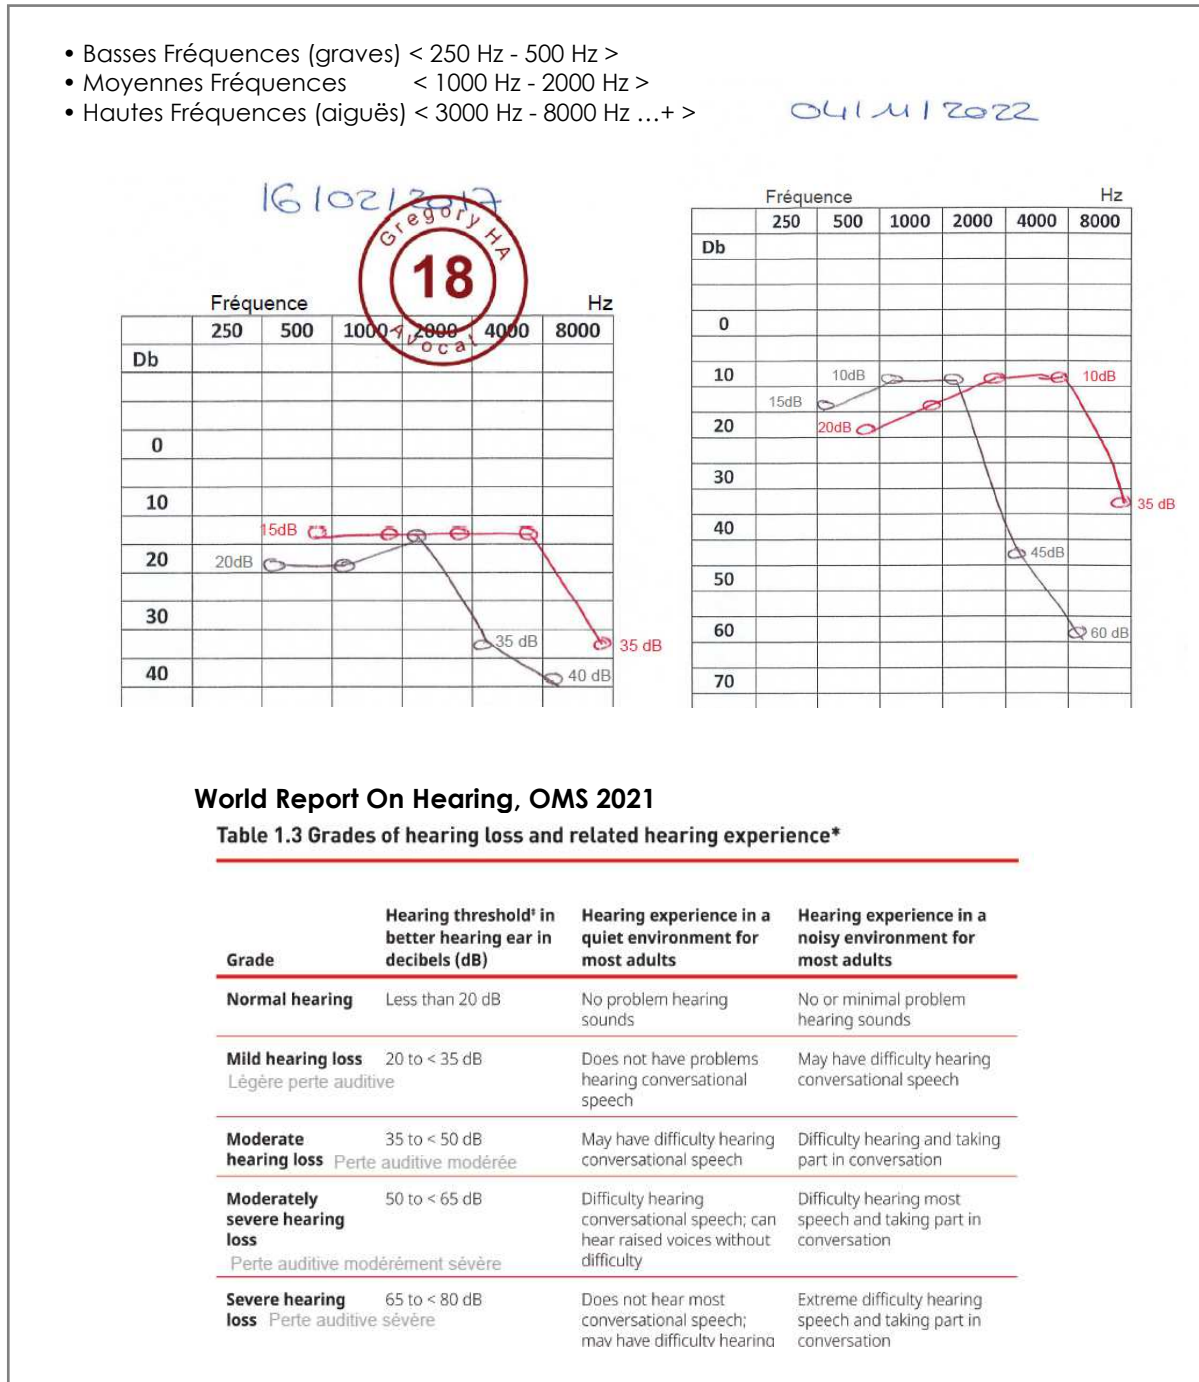 • Basses Fréquences (graves) < 250 Hz - 500 Hz >
• Moyennes Fréquences < 1000 Hz - 2000 Hz >
• Hautes Fréquences (aiguës) < 3000 Hz - 8000 Hz ...+ >
04/11/2022
16/02/2017
Gregory HA
18
Avocat
Fréquence Hz
250 500 1000 2000 4000 8000
Db
0
10
15dB
20 20dB
30
35 dB 35 dB
40 40 dB
Fréquence Hz
250 500 1000 2000 4000 8000
Db
0
10 10dB 10dB
15dB
20 20dB
30
35 dB
40
45dB
50
60 60 dB
70
World Report On Hearing, OMS 2021
Table 1.3 Grades of hearing loss and related hearing experience*
Grade
Hearing threshold‡ in
better hearing ear in
decibels (dB)
Hearing experience in a
quiet environment for
most adults
Hearing experience in a
noisy environment for
most adults
Normal hearing
Less than 20 dB
No problem hearing
sounds
No or minimal problem
hearing sounds
Mild hearing loss
Légère perte auditive
20 to < 35 dB
Does not have problems
hearing conversational
speech
May have difficulty hearing
conversational speech
Moderate
hearing loss Perte auditive modérée
35 to < 50 dB
May have difficulty hearing
conversational speech
Difficulty hearing and taking
part in conversation
Moderately
severe hearing
loss
Perte auditive modérément sévère
50 to < 65 dB
Difficulty hearing
conversational speech; can
hear raised voices without
difficulty
Difficulty hearing most
speech and taking part in
conversation
Severe hearing
loss Perte auditive sévère
65 to < 80 dB
Does not hear most
conversational speech;
may have difficulty hearing
Extreme difficulty hearing
speech and taking part in
conversation